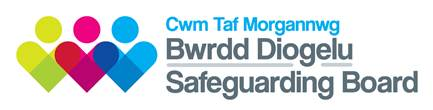 Cwm Taf Morgannwg
Bwrdd Diogelu
Safeguarding Board